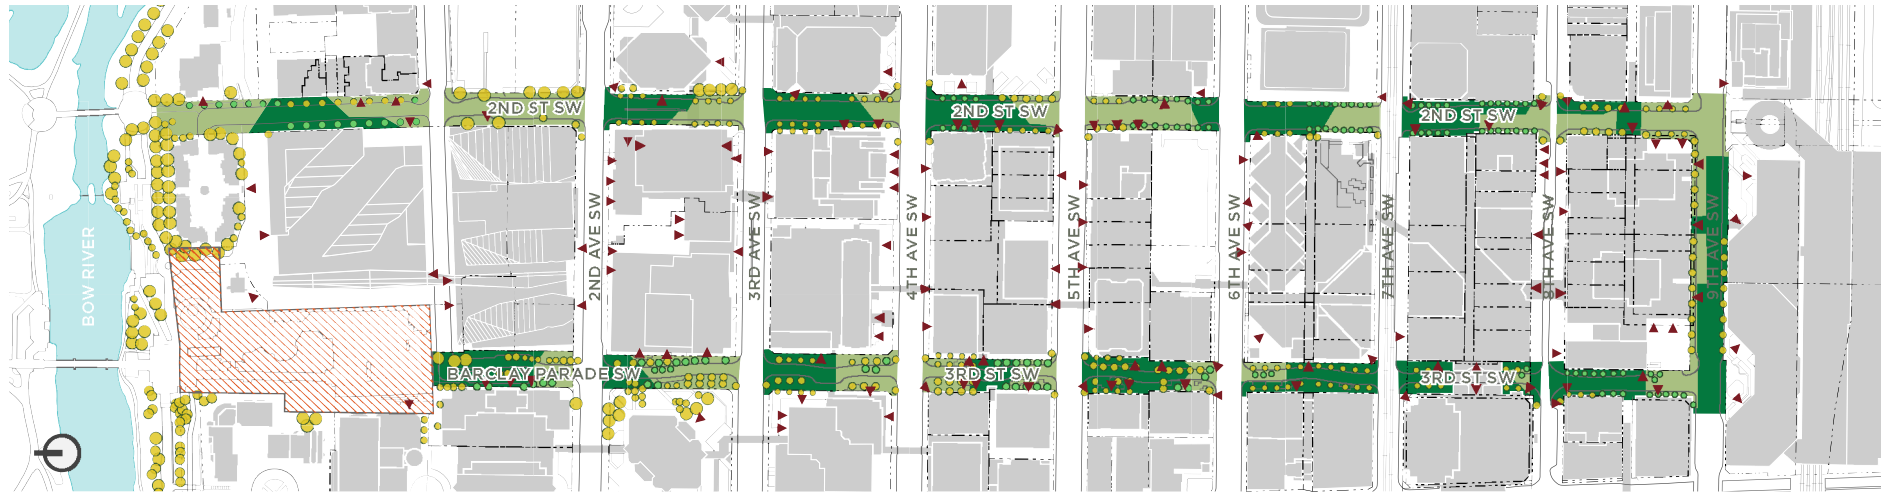 2ND ST SW
2ND ST SW
2ND ST SW
BOW RIVER
2ND AVE SW
3RD AVE SW
4TH AVE SW
5TH AVE SW
6TH AVE SW
7TH AVE SW
8TH AVE SW
9TH AVE SW
BARCLAY PARADE SW
3RD ST SW
3RD ST SW